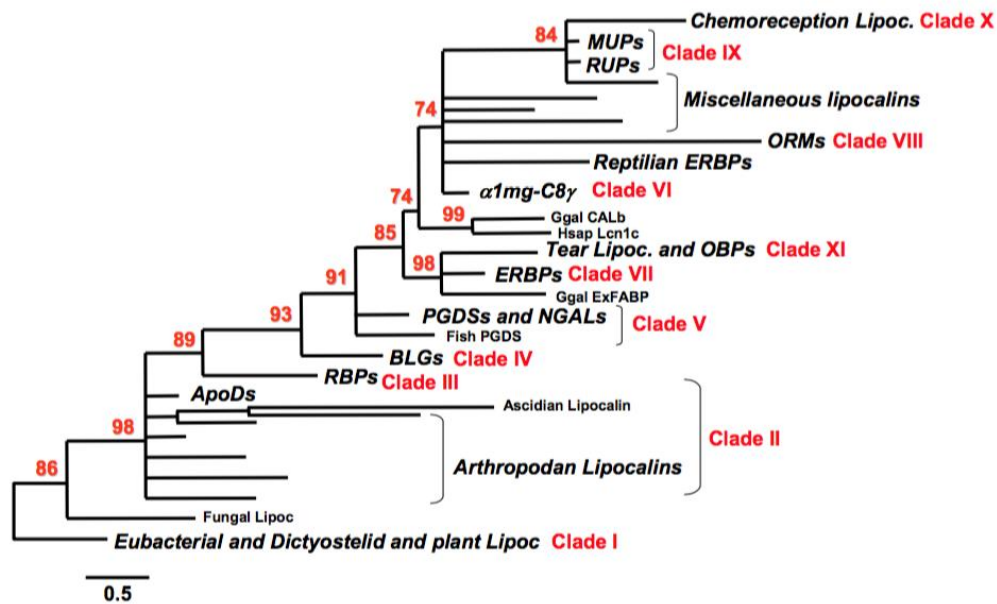 Chemoreception Lipoc. Clade X
84
MUPs
Clade IX
RUPs
Miscellaneous lipocalins
74
ORMs Clade VIII
Reptilian ERBPs
α1mg-C8γ Clade VI
74
99
Ggal CALb
Hsap Lcn1c
85
Tear Lipoc. and OBPs Clade XI
98
ERBPs Clade VII
91
Ggal ExFABP
93
PGDSs and NGALs
Clade V
Fish PGDS
89
BLGs Clade IV
RBPs Clade III
ApoDs
Ascidian Lipocalin
98
Clade II
Arthropodan Lipocalins
86
Fungal Lipoc
Eubacterial and Dictyostelid and plant Lipoc Clade I
0.5